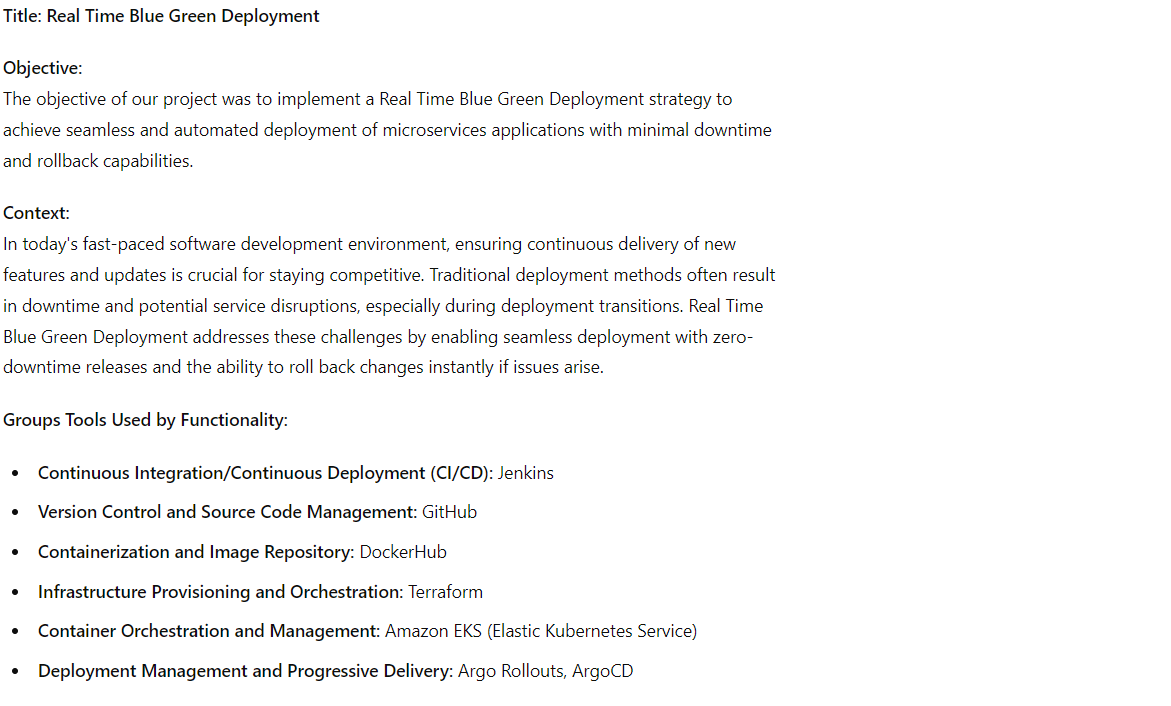 Title: Real Time Blue Green Deployment
Objective:
The objective of our project was to implement a Real Time Blue Green Deployment strategy to
achieve seamless and automated deployment of microservices applications with minimal downtime
and rollback capabilities.
Context:
In today's fast-paced software development environment, ensuring continuous delivery of new
features and updates is crucial for staying competitive. Traditional deployment methods often result
in downtime and potential service disruptions, especially during deployment transitions. Real Time
Blue Green Deployment addresses these challenges by enabling seamless deployment with zero-
downtime releases and the ability to roll back changes instantly if issues arise.
Groups Tools Used by Functionality:
• Continuous Integration/Continuous Deployment (CI/CD): Jenkins
• Version Control and Source Code Management: GitHub
• Containerization and Image Repository: DockerHub
• Infrastructure Provisioning and Orchestration: Terraform
• Container Orchestration and Management: Amazon EKS (Elastic Kubernetes Service)
• Deployment Management and Progressive Delivery: Argo Rollouts, ArgoCD